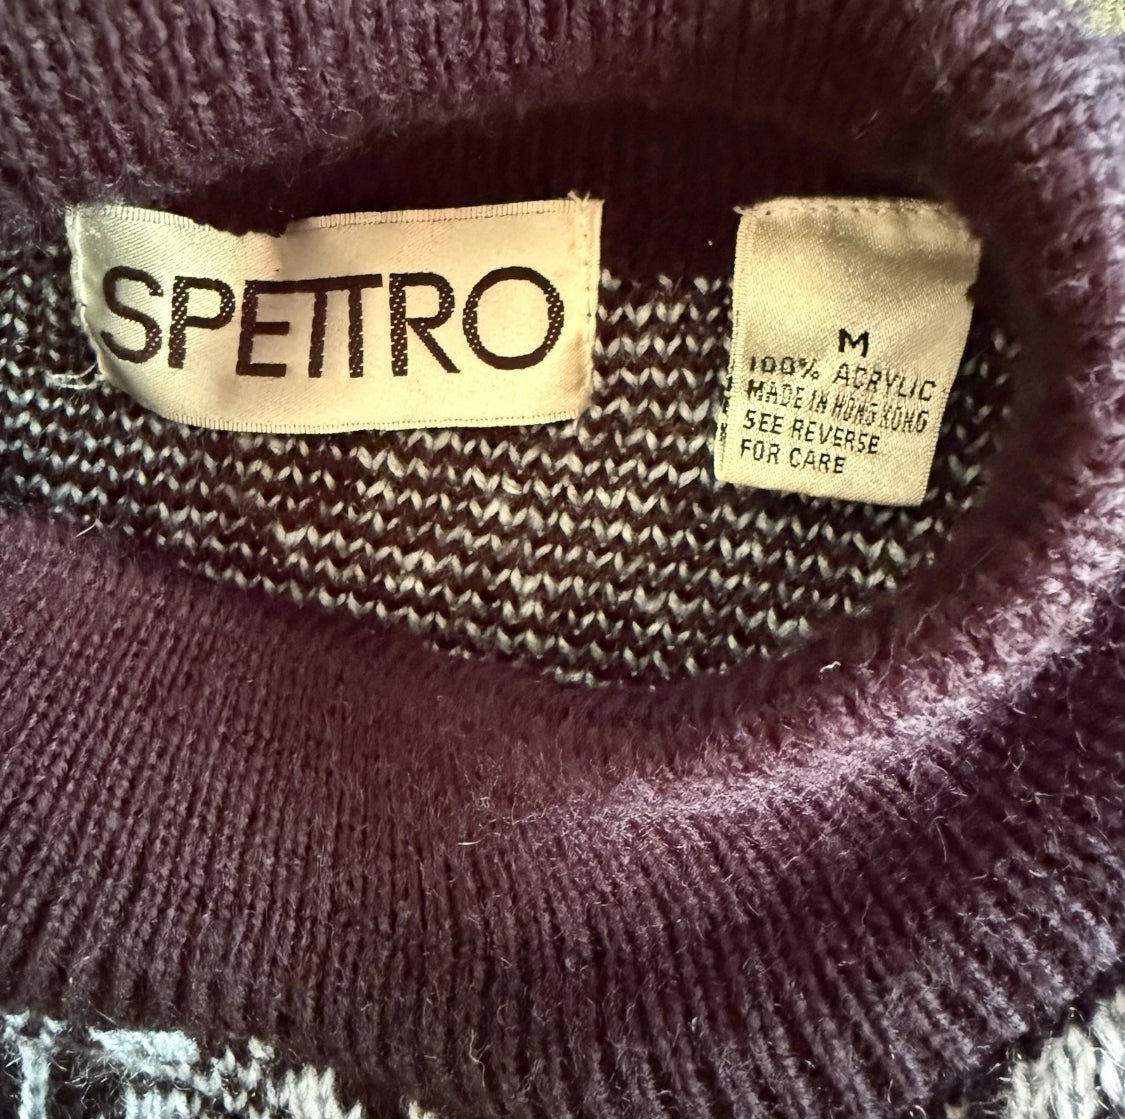 SPETTRO
M
100% ACRYLIC
MADE IN HONG KONG
SEE REVERSE
FOR CARE